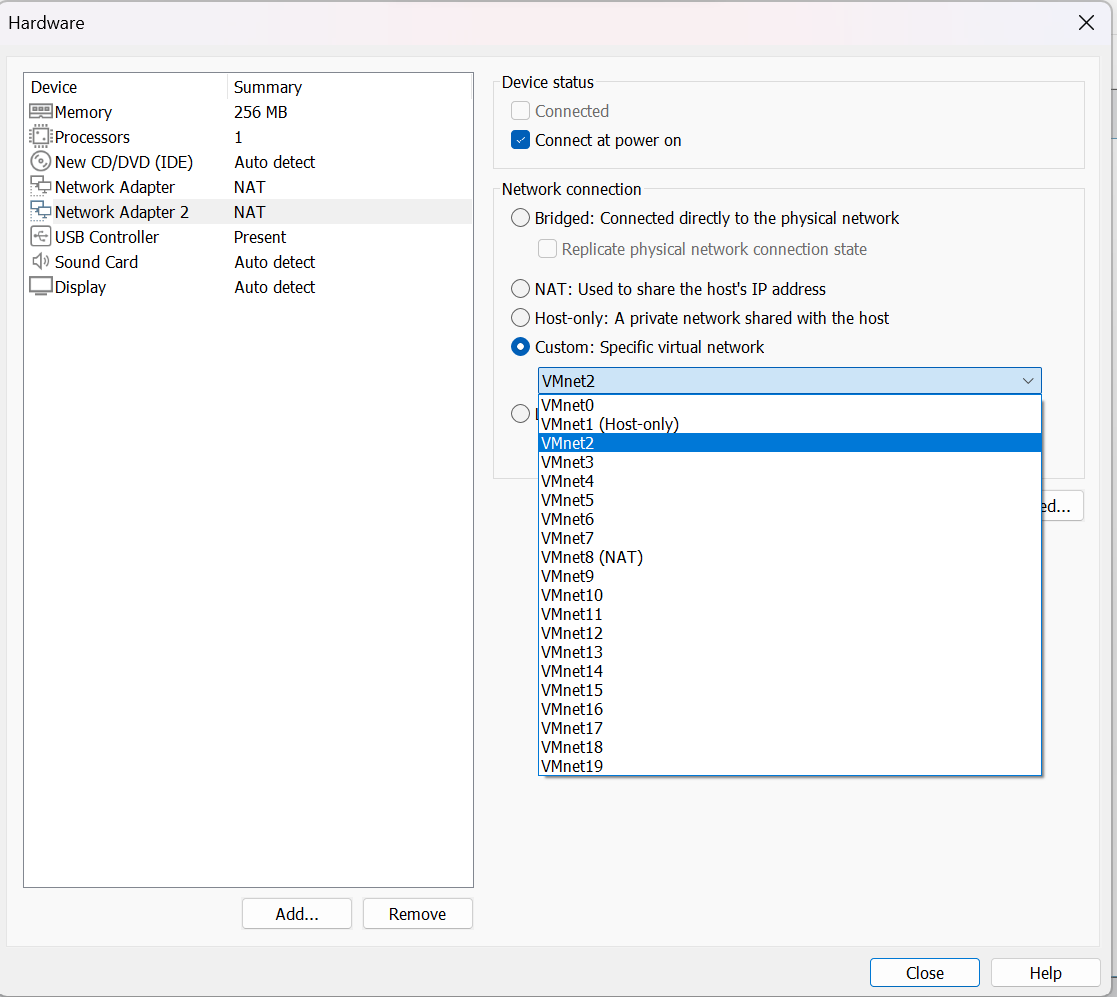 Hardware
Device Summary
Memory 256 MB
Processors 1
New CD/DVD (IDE) Auto detect
Network Adapter NAT
Network Adapter 2 NAT
USB Controller Present
Sound Card Auto detect
Display Auto detect
Add... Remove
Device status
Connected
Connect at power on
Network connection
Bridged: Connected directly to the physical network
Replicate physical network connection state
NAT: Used to share the host's IP address
Host-only: A private network shared with the host
Custom: Specific virtual network
VMnet2
VMnet0
VMnet1 (Host-only)
VMnet2
VMnet3
VMnet4
VMnet5
VMnet6
VMnet7
VMnet8 (NAT)
VMnet9
VMnet10
VMnet11
VMnet12
VMnet13
VMnet14
VMnet15
VMnet16
VMnet17
VMnet18
VMnet19
Close Help